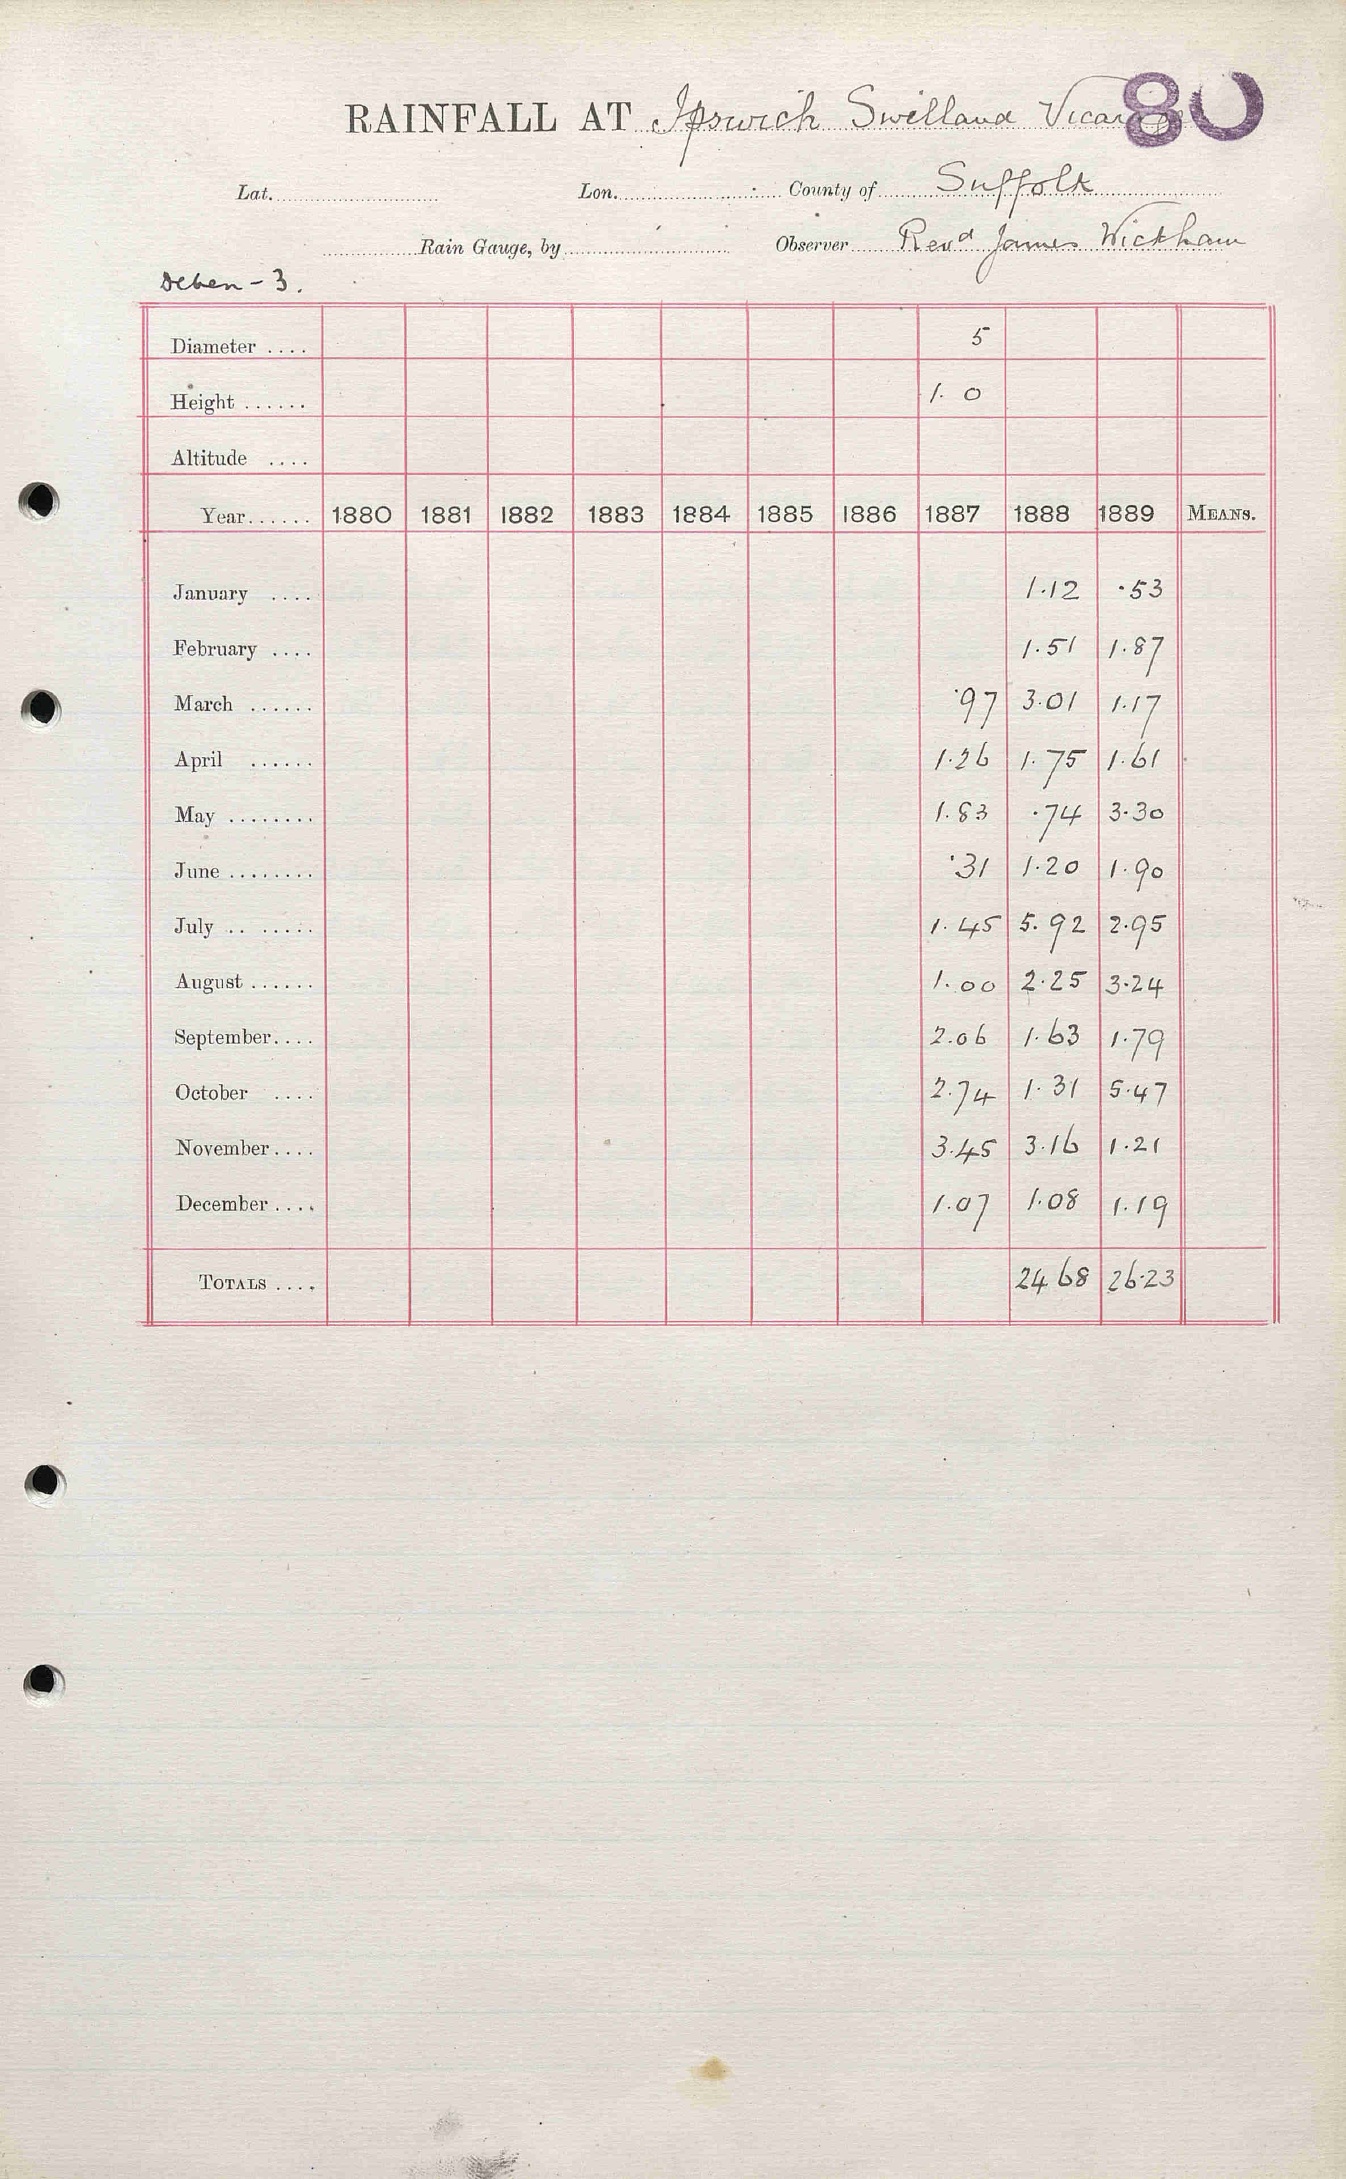 RAINFALL AT Ipswich Swilland
80
Lat. Lon. County of Suffolk
Rain Gauge, by Observer Revd James Wickham
Deben - 3.
Diameter .... 5
Height ...... 1. 0
Altitude ....
Year...... 1880 1881 1882 1883 1884 1885 1886 1887 1888 1889 MEANS.
January .... 1.12 .53
February .... 1.51 1.87
March ...... .97 3.01 1.17
April ...... 1.26 1.75 1.61
May ........ 1.83 .74 3.30
June ........ .31 1.20 1.90
July .. ..... 1.45 5.92 2.95
August ...... 1.00 2.25 3.24
September.... 2.06 1.63 1.79
October .... 2.74 1.31 5.47
November.... 3.45 3.16 1.21
December .... 1.07 1.08 1.19
TOTALS .... 24 68 26.23